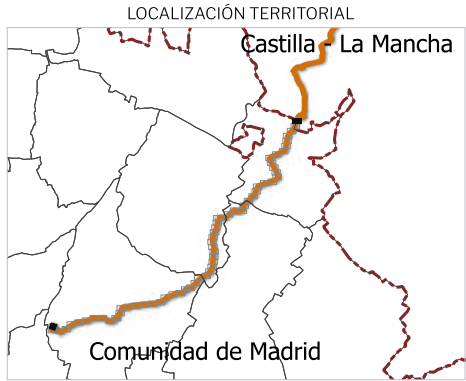 LOCALIZACIÓN TERRITORIAL
Castilla - La Mancha
Comunidad de Madrid